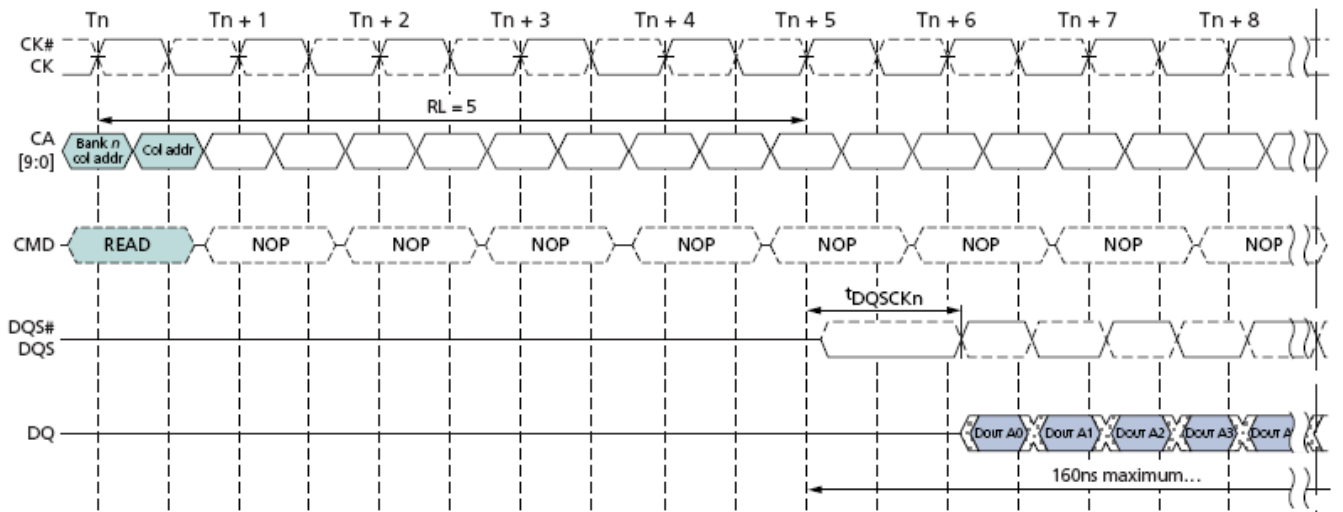 Tn Tn + 1 Tn + 2 Tn + 3 Tn + 4 Tn + 5 Tn + 6 Tn + 7 Tn + 8
CK#
CK
RL = 5
CA
[9:0]
Bank n
col addr
Col addr
CMD READ NOP NOP NOP NOP NOP NOP NOP NOP
tDQSCKn
DQS#
DQS
DQ DOUT A0 DOUT A1 DOUT A2 DOUT A3 DOUT A
160ns maximum...